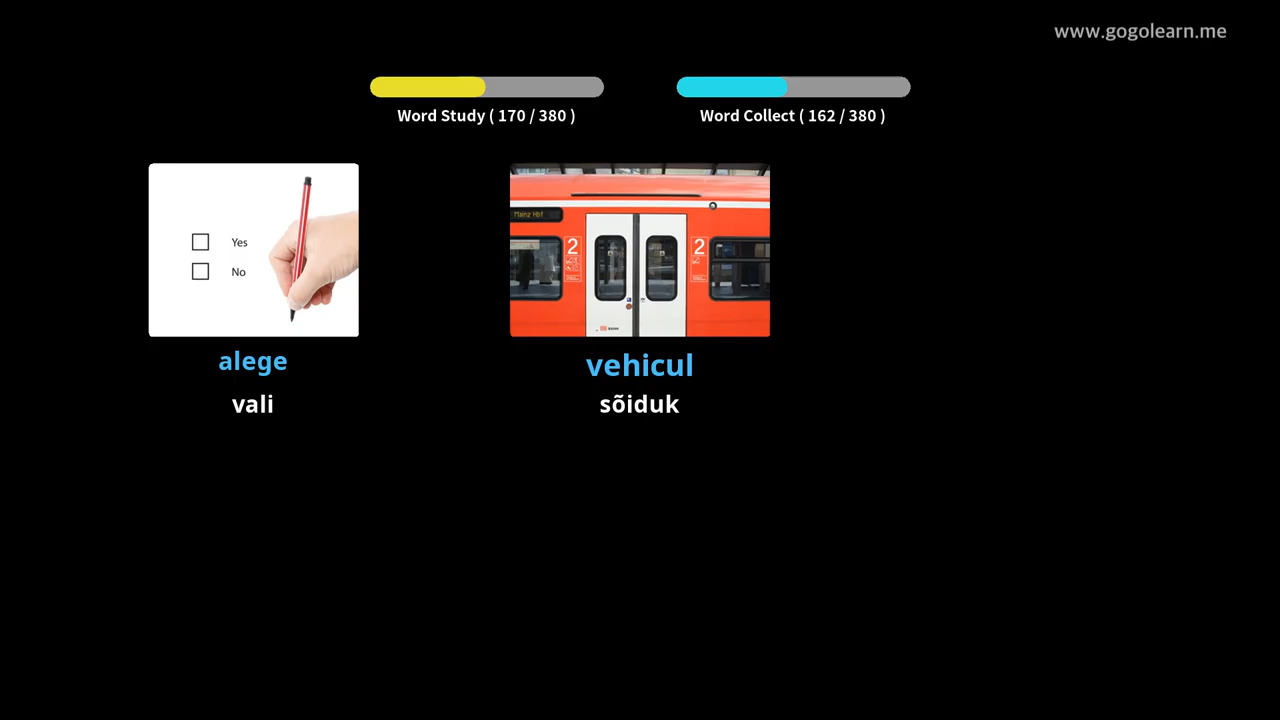 www.gogolearn.me
Word Study ( 170 / 380 )
Word Collect ( 162 / 380 )
Yes
No
Mainz Hbf
2
2
alege
vehicul
vali
sõiduk